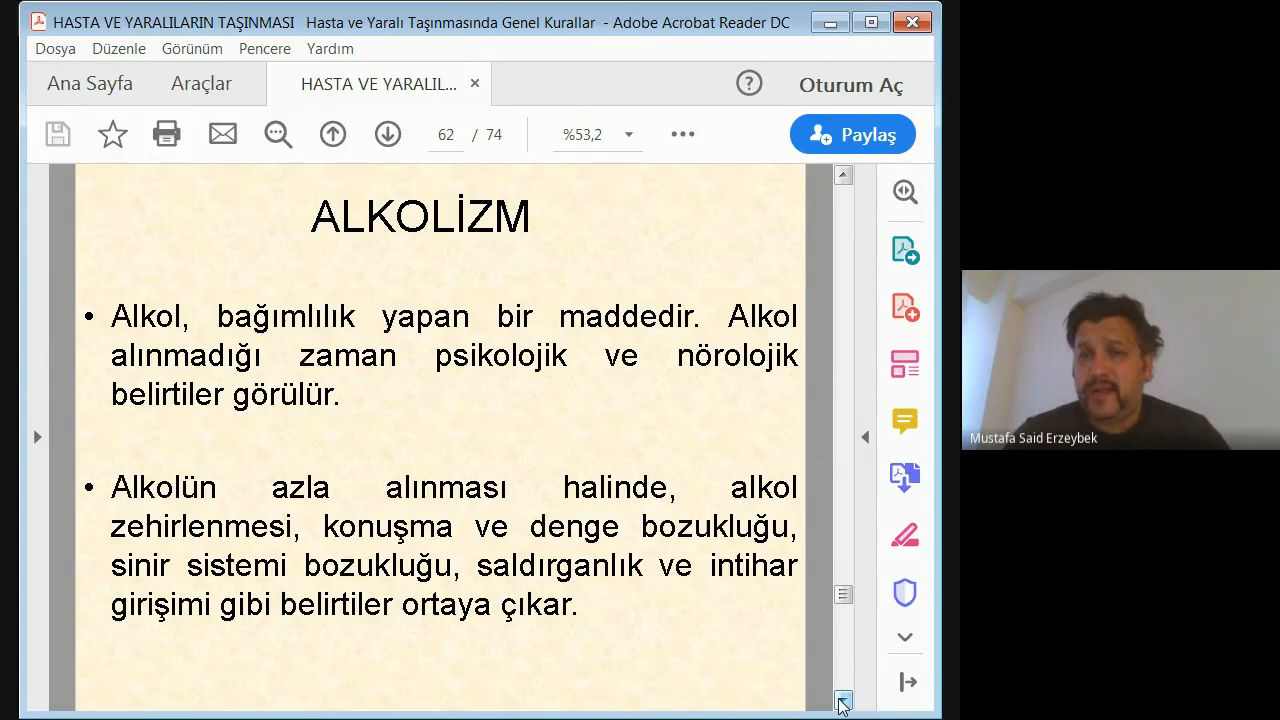 HASTA VE YARALILARIN TAŞINMASI   Hasta ve Yaralı Taşınmasında Genel Kurallar  - Adobe Acrobat Reader DC
Dosya Düzenle Görünüm Pencere Yardım
Ana Sayfa Araçlar HASTA VE YARALIL... × Oturum Aç
62 / 74 %53,2 Paylaş
ALKOLİZM
• Alkol, bağımlılık yapan bir maddedir. Alkol
alınmadığı zaman psikolojik ve nörolojik
belirtiler görülür.
• Alkolün azla alınması halinde, alkol
zehirlenmesi, konuşma ve denge bozukluğu,
sinir sistemi bozukluğu, saldırganlık ve intihar
girişimi gibi belirtiler ortaya çıkar.
Mustafa Said Erzeybek